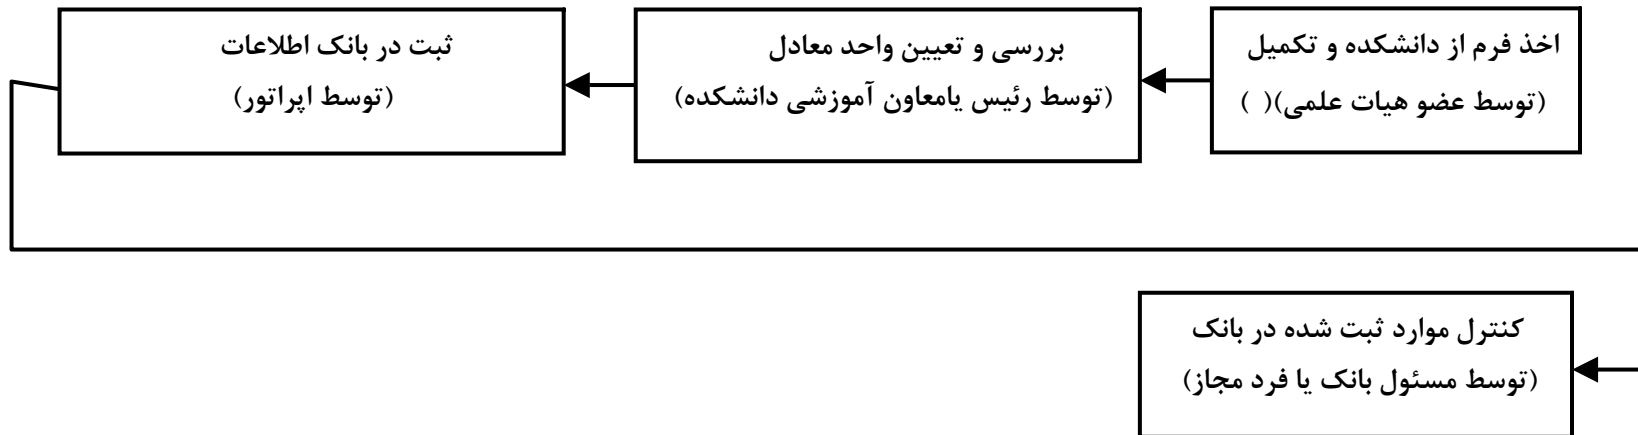 اخذ فرم از دانشکده و تکمیل
(توسط عضو هیات علمی)( )
بررسی و تعیین واحد معادل
(توسط رئیس یامعاون آموزشی دانشکده)
ثبت در بانک اطلاعات
(توسط اپراتور)
کنترل موارد ثبت شده در بانک
(توسط مسئول بانک یا فرد مجاز)